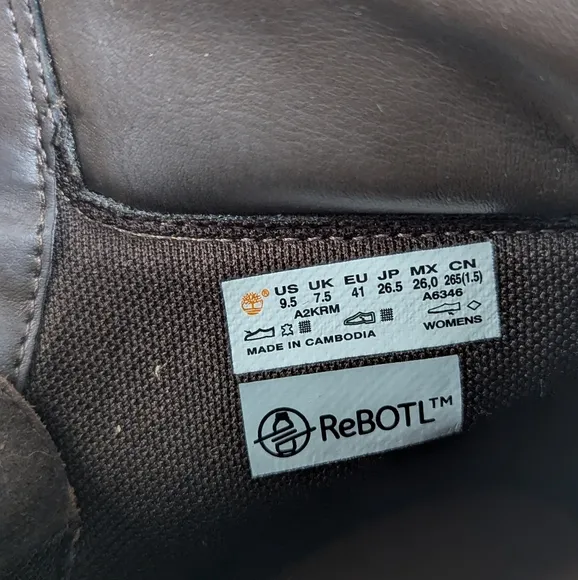 US UK EU JP MX CN
9.5 7.5 41 26.5 26,0 265(1.5)
A2KRM A6346
WOMENS
MADE IN CAMBODIA
ReBOTL™